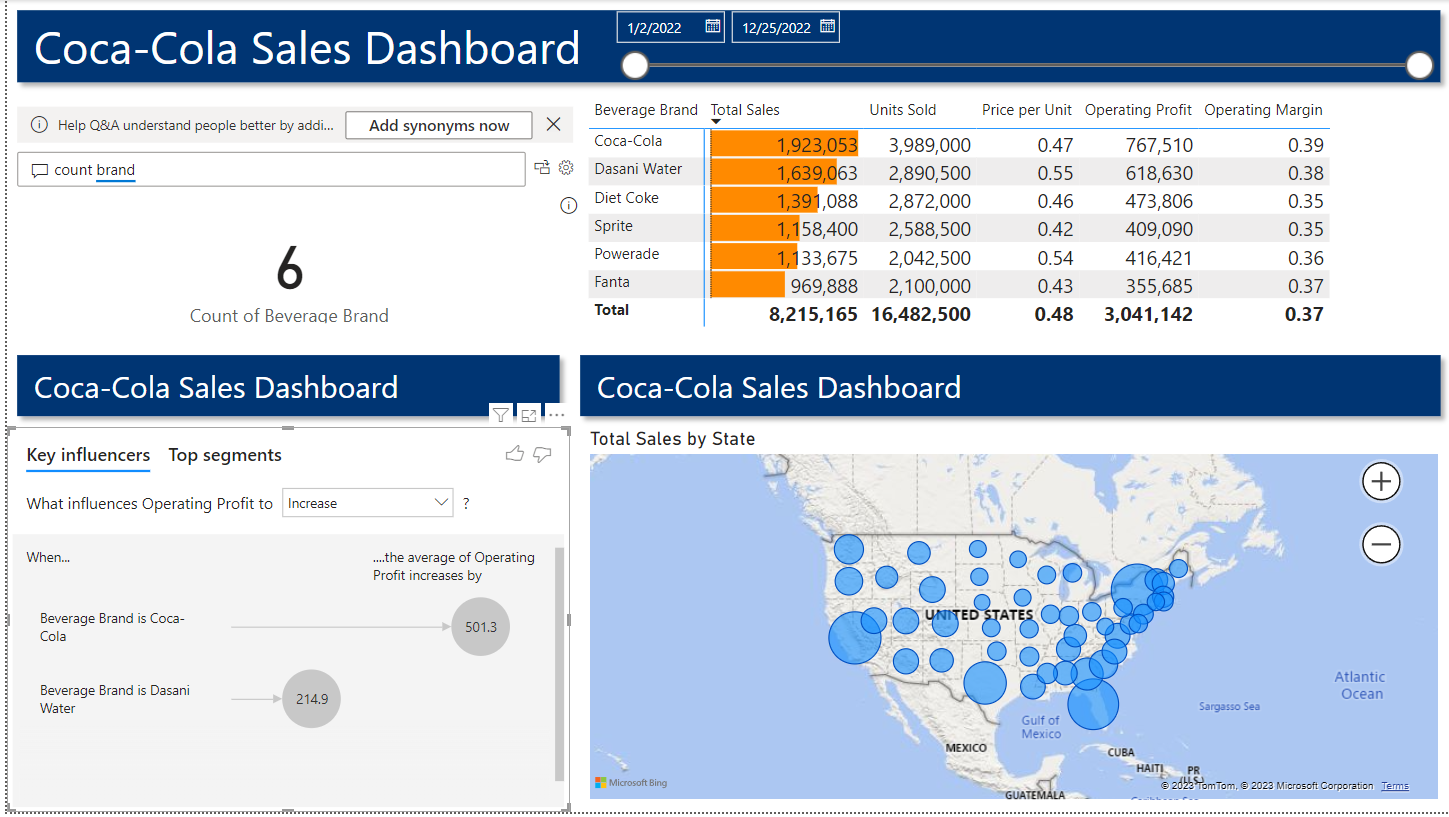 Coca-Cola Sales Dashboard
1/2/2022
12/25/2022
Help Q&A understand people better by addi...
Add synonyms now
count brand
6
Count of Beverage Brand
Beverage Brand Total Sales Units Sold Price per Unit Operating Profit Operating Margin
Coca-Cola 1,923,053 3,989,000 0.47 767,510 0.39
Dasani Water 1,639,063 2,890,500 0.55 618,630 0.38
Diet Coke 1,391,088 2,872,000 0.46 473,806 0.35
Sprite 1,158,400 2,588,500 0.42 409,090 0.35
Powerade 1,133,675 2,042,500 0.54 416,421 0.36
Fanta 969,888 2,100,000 0.43 355,685 0.37
Total 8,215,165 16,482,500 0.48 3,041,142 0.37
Coca-Cola Sales Dashboard
Key influencers Top segments
What influences Operating Profit to Increase ?
When...
....the average of Operating
Profit increases by
Beverage Brand is Coca-
Cola
501.3
Beverage Brand is Dasani
Water
214.9
Coca-Cola Sales Dashboard
Total Sales by State
UNITED STATES
Atlantic
Ocean
Sargasso Sea
Gulf of
Mexico
MEXICO
CUBA
HAITI
PR
(U.S.)
GUATEMALA
Caribbean Sea
Microsoft Bing
© 2023 TomTom, © 2023 Microsoft Corporation Terms